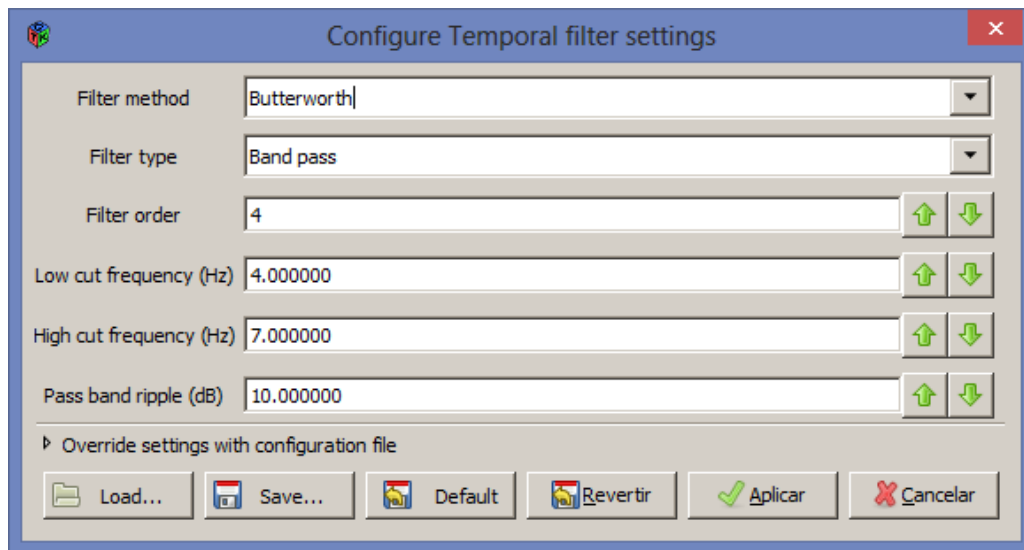 Configure Temporal filter settings
Filter method Butterworth
Filter type Band pass
Filter order 4
Low cut frequency (Hz) 4.000000
High cut frequency (Hz) 7.000000
Pass band ripple (dB) 10.000000
Override settings with configuration file
Load... Save... Default Revertir Aplicar Cancelar